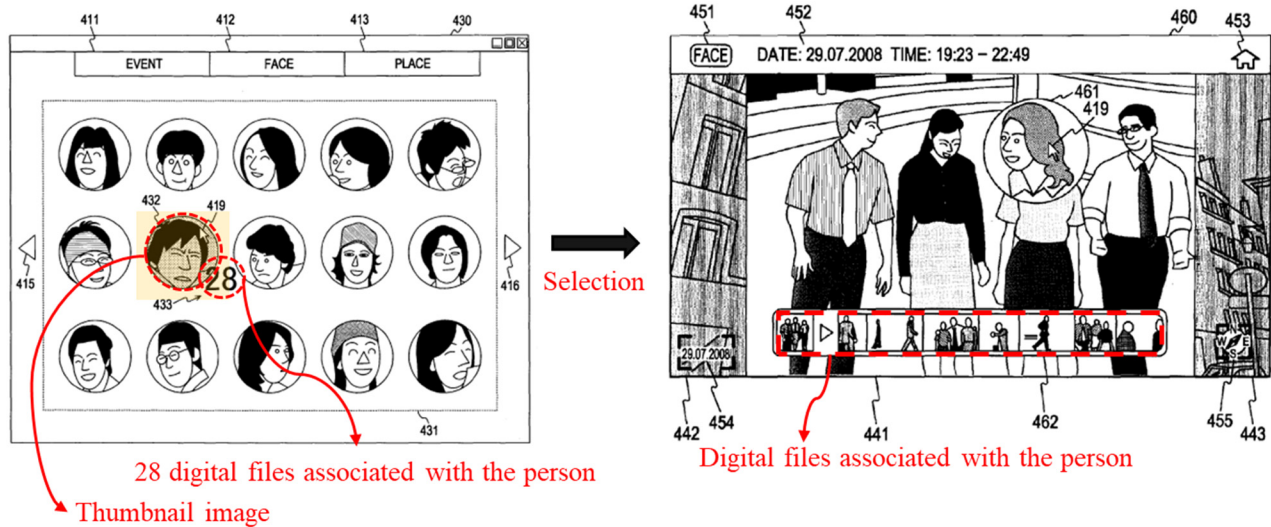 411
412
413
430
EVENT FACE PLACE
432
419
415
28
433
416
431
28 digital files associated with the person
Thumbnail image
Selection
451
452
460
453
FACE DATE: 29.07.2008 TIME: 19:23 – 22:49
461
419
29.07.2008
N
W E
S
442
454
441
462
455
443
Digital files associated with the person